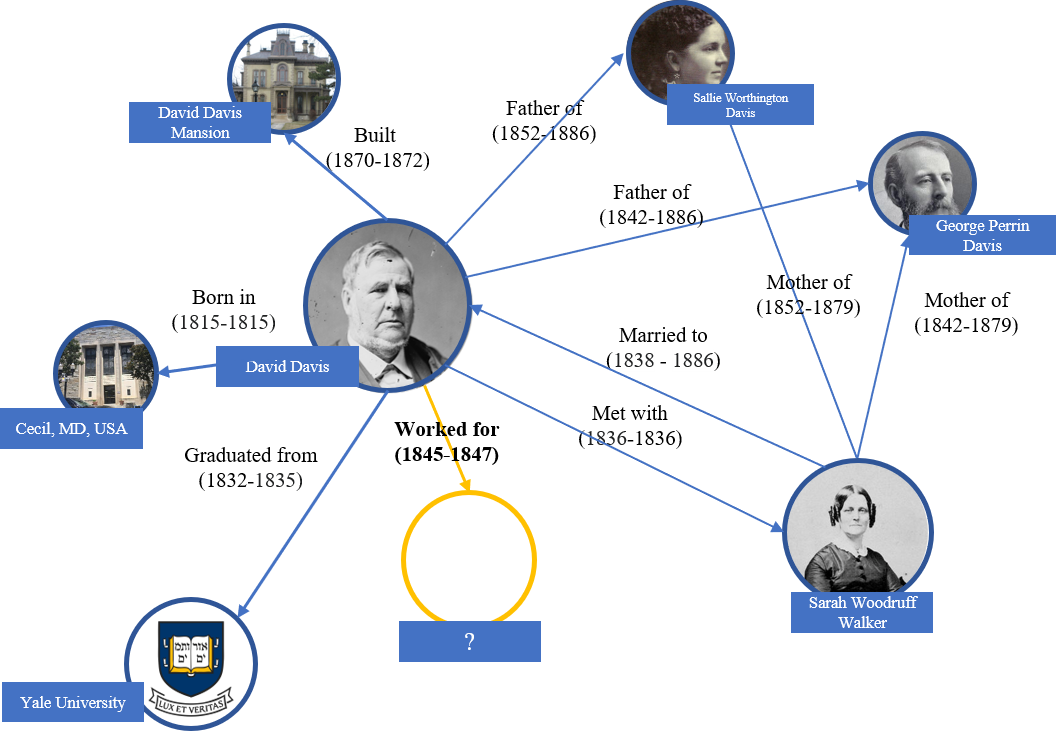 David Davis
Mansion
Built
(1870-1872)
Father of
(1852-1886)
Sallie Worthington
Davis
Father of
(1842-1886)
George Perrin
Davis
Mother of
(1852-1879)
Mother of
(1842-1879)
Born in
(1815-1815)
David Davis
Cecil, MD, USA
Married to
(1838 - 1886)
Met with
(1836-1836)
Worked for
(1845-1847)
Graduated from
(1832-1835)
?
Sarah Woodruff
Walker
Yale University
אורים
ותמים
LUX ET VERITAS